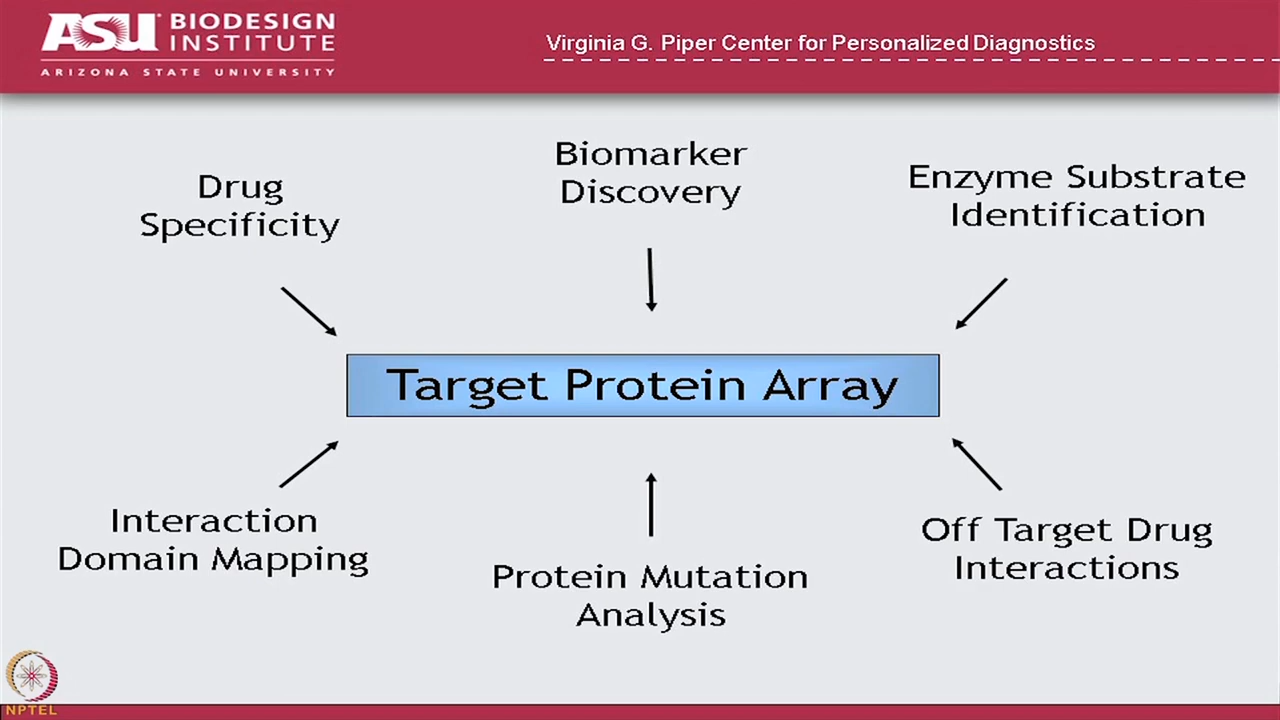 ASU BIODESIGN
INSTITUTE
ARIZONA STATE UNIVERSITY
Virginia G. Piper Center for Personalized Diagnostics
Drug
Specificity
Biomarker
Discovery
Enzyme Substrate
Identification
Target Protein Array
Interaction
Domain Mapping
Protein Mutation
Analysis
Off Target Drug
Interactions
NPTEL